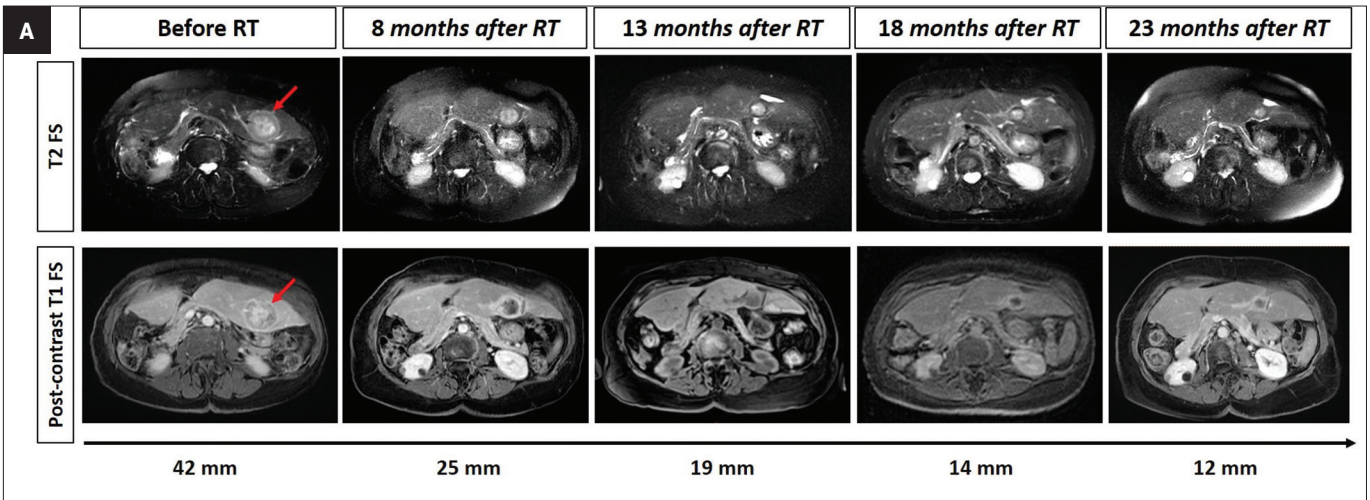 A
Before RT
8 months after RT
13 months after RT
18 months after RT
23 months after RT
T2 FS
Post-contrast T1 FS
42 mm
25 mm
19 mm
14 mm
12 mm